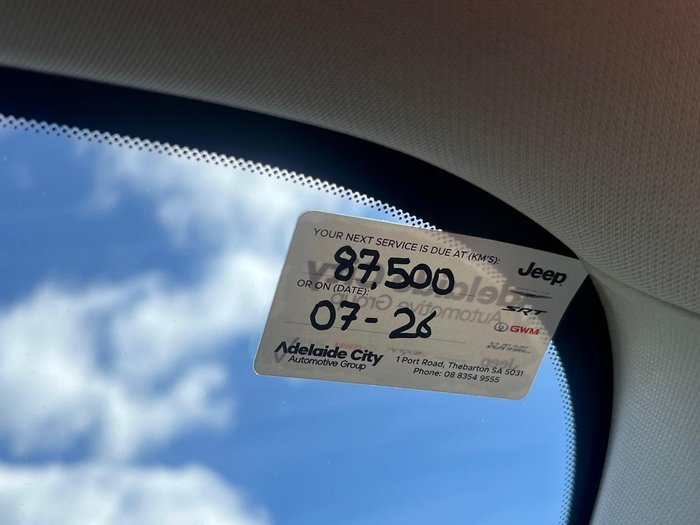 YOUR NEXT SERVICE IS DUE AT (KM'S):
87,500
OR ON (DATE):
07-26
Jeep
SRT
GWM
Adelaide City
Automotive Group
1 Port Road, Thebarton SA 5031
Phone: 08 8354 9555